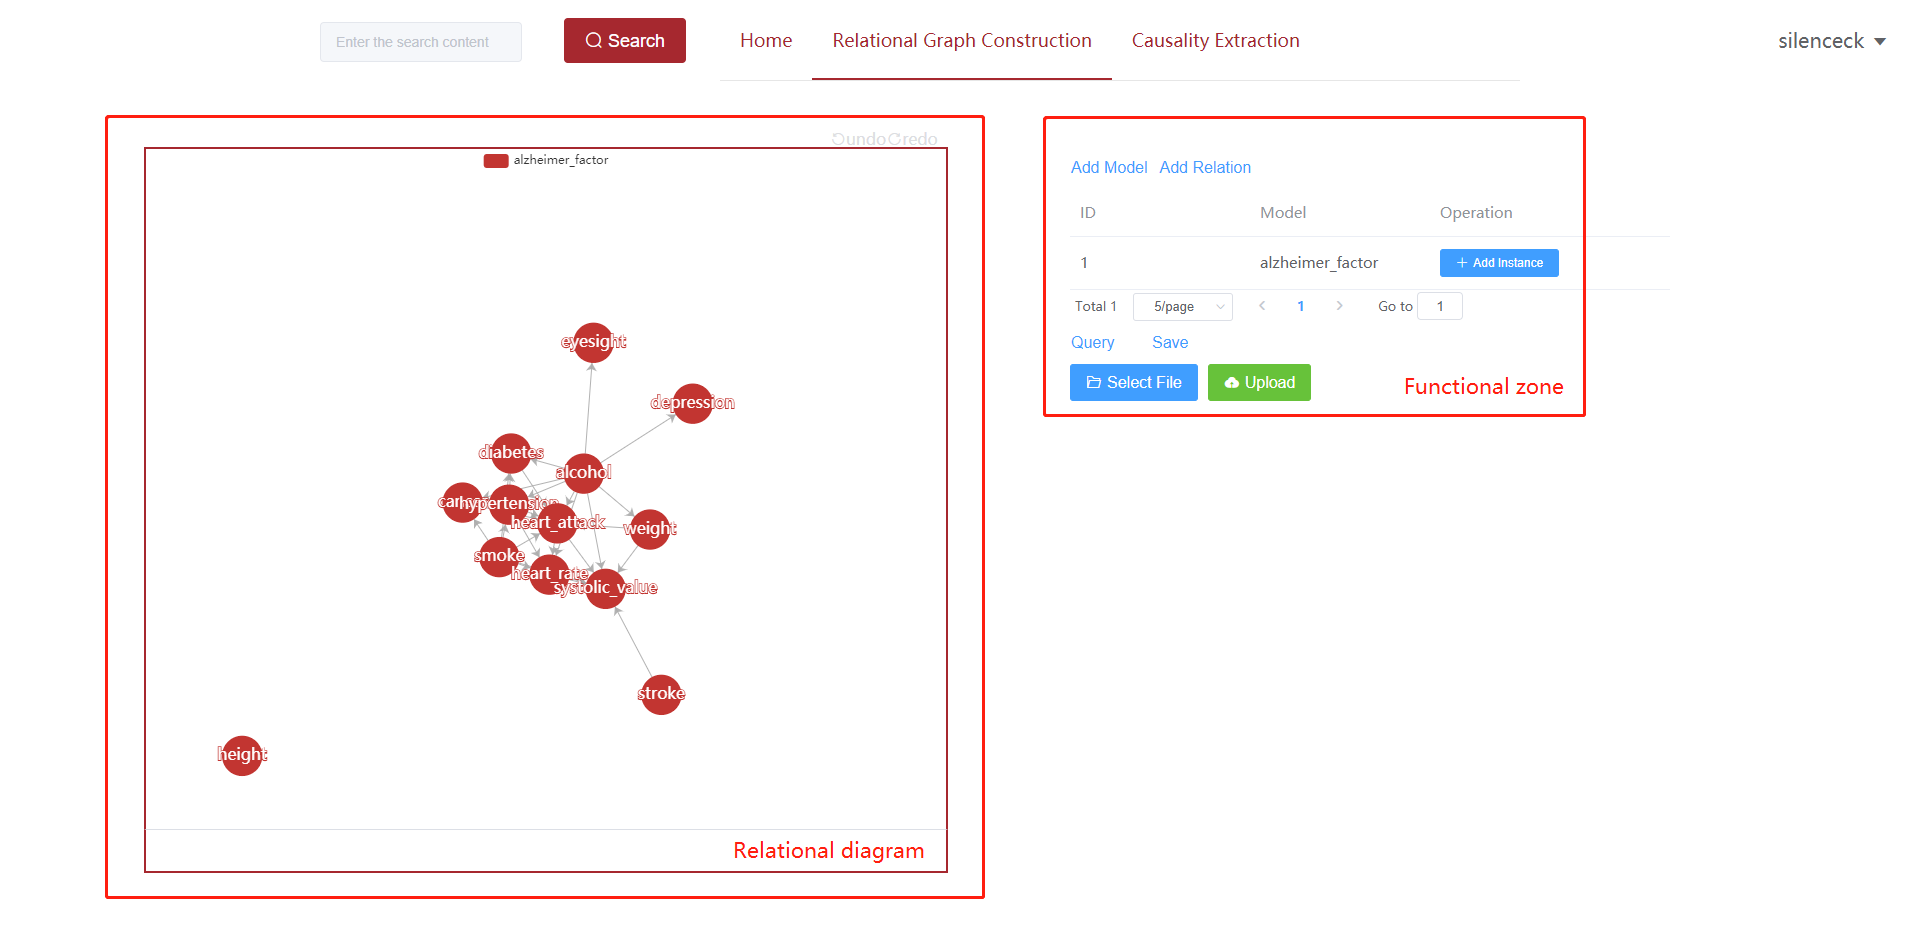 Enter the search content
Search
Home
Relational Graph Construction
Causality Extraction
silenceck
undo
redo
alzheimer_factor
eyesight
depression
diabetes
alcohol
hypertension
heart_attack
weight
smoke
heart_rate
systolic_value
stroke
height
Relational diagram
Add Model Add Relation
ID Model Operation
1 alzheimer_factor + Add Instance
Total 1 5/page < 1 > Go to 1
Query Save
Select File Upload
Functional zone